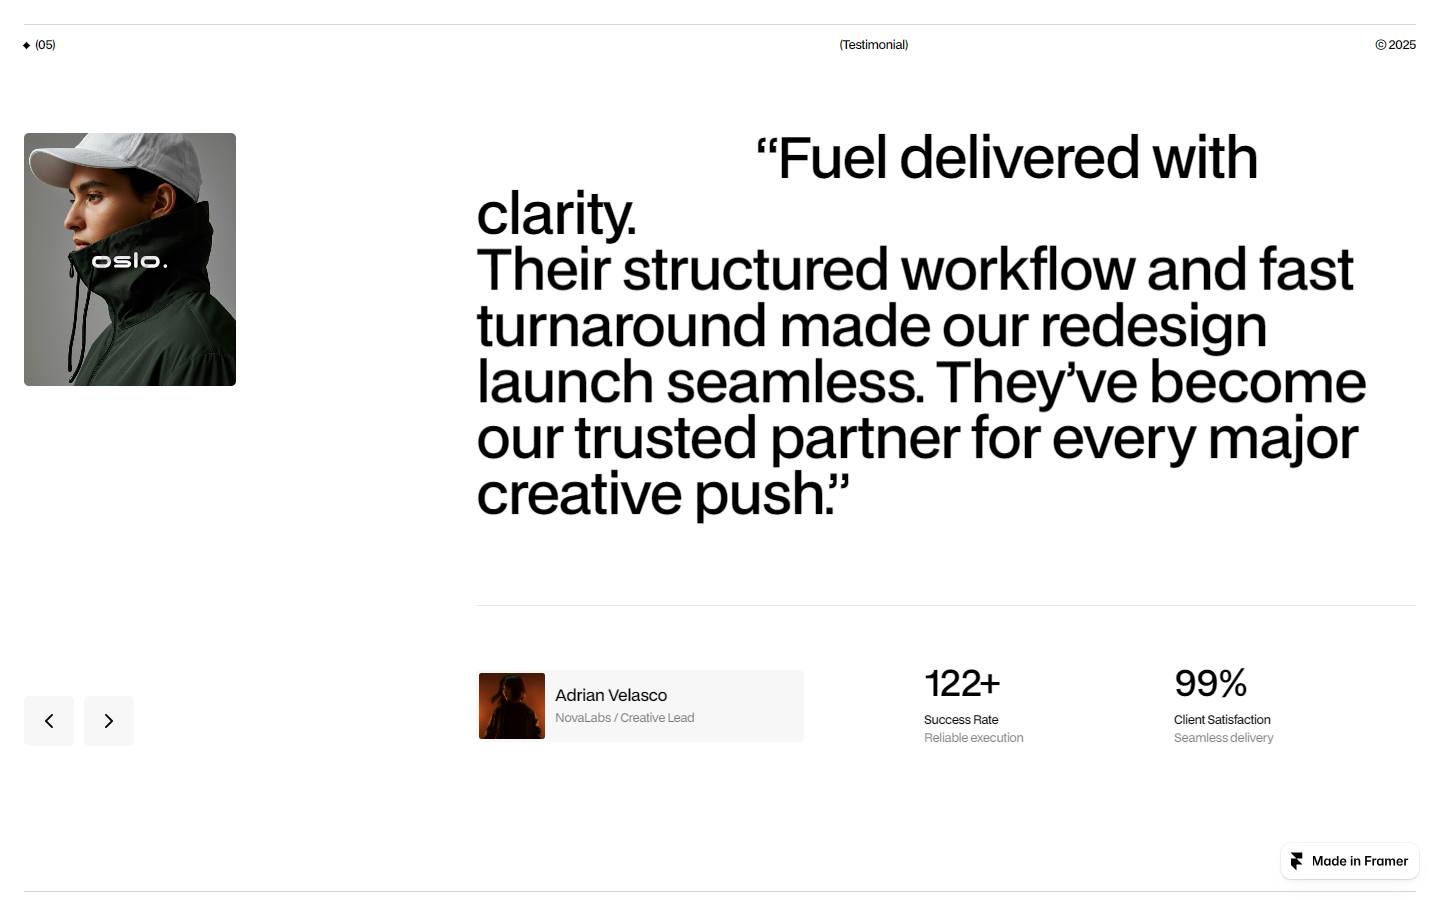 (05)
(Testimonial)
© 2025
oslo.
“Fuel delivered with
clarity.
Their structured workflow and fast
turnaround made our redesign
launch seamless. They’ve become
our trusted partner for every major
creative push.”
Adrian Velasco
NovaLabs / Creative Lead
122+
Success Rate
Reliable execution
99%
Client Satisfaction
Seamless delivery
Made in Framer